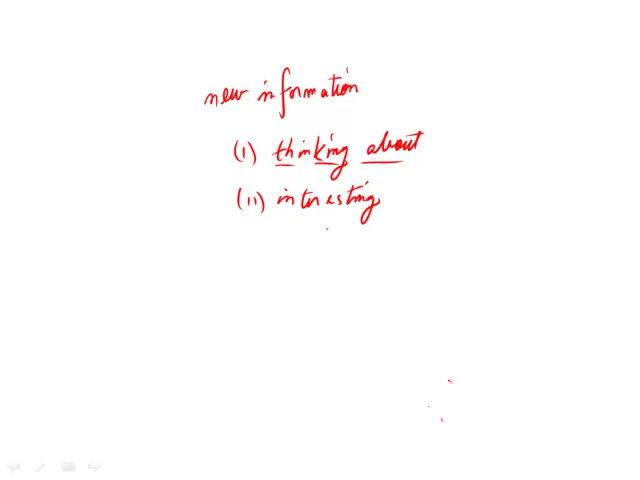 new information
(i) thinking about
(ii) interesting